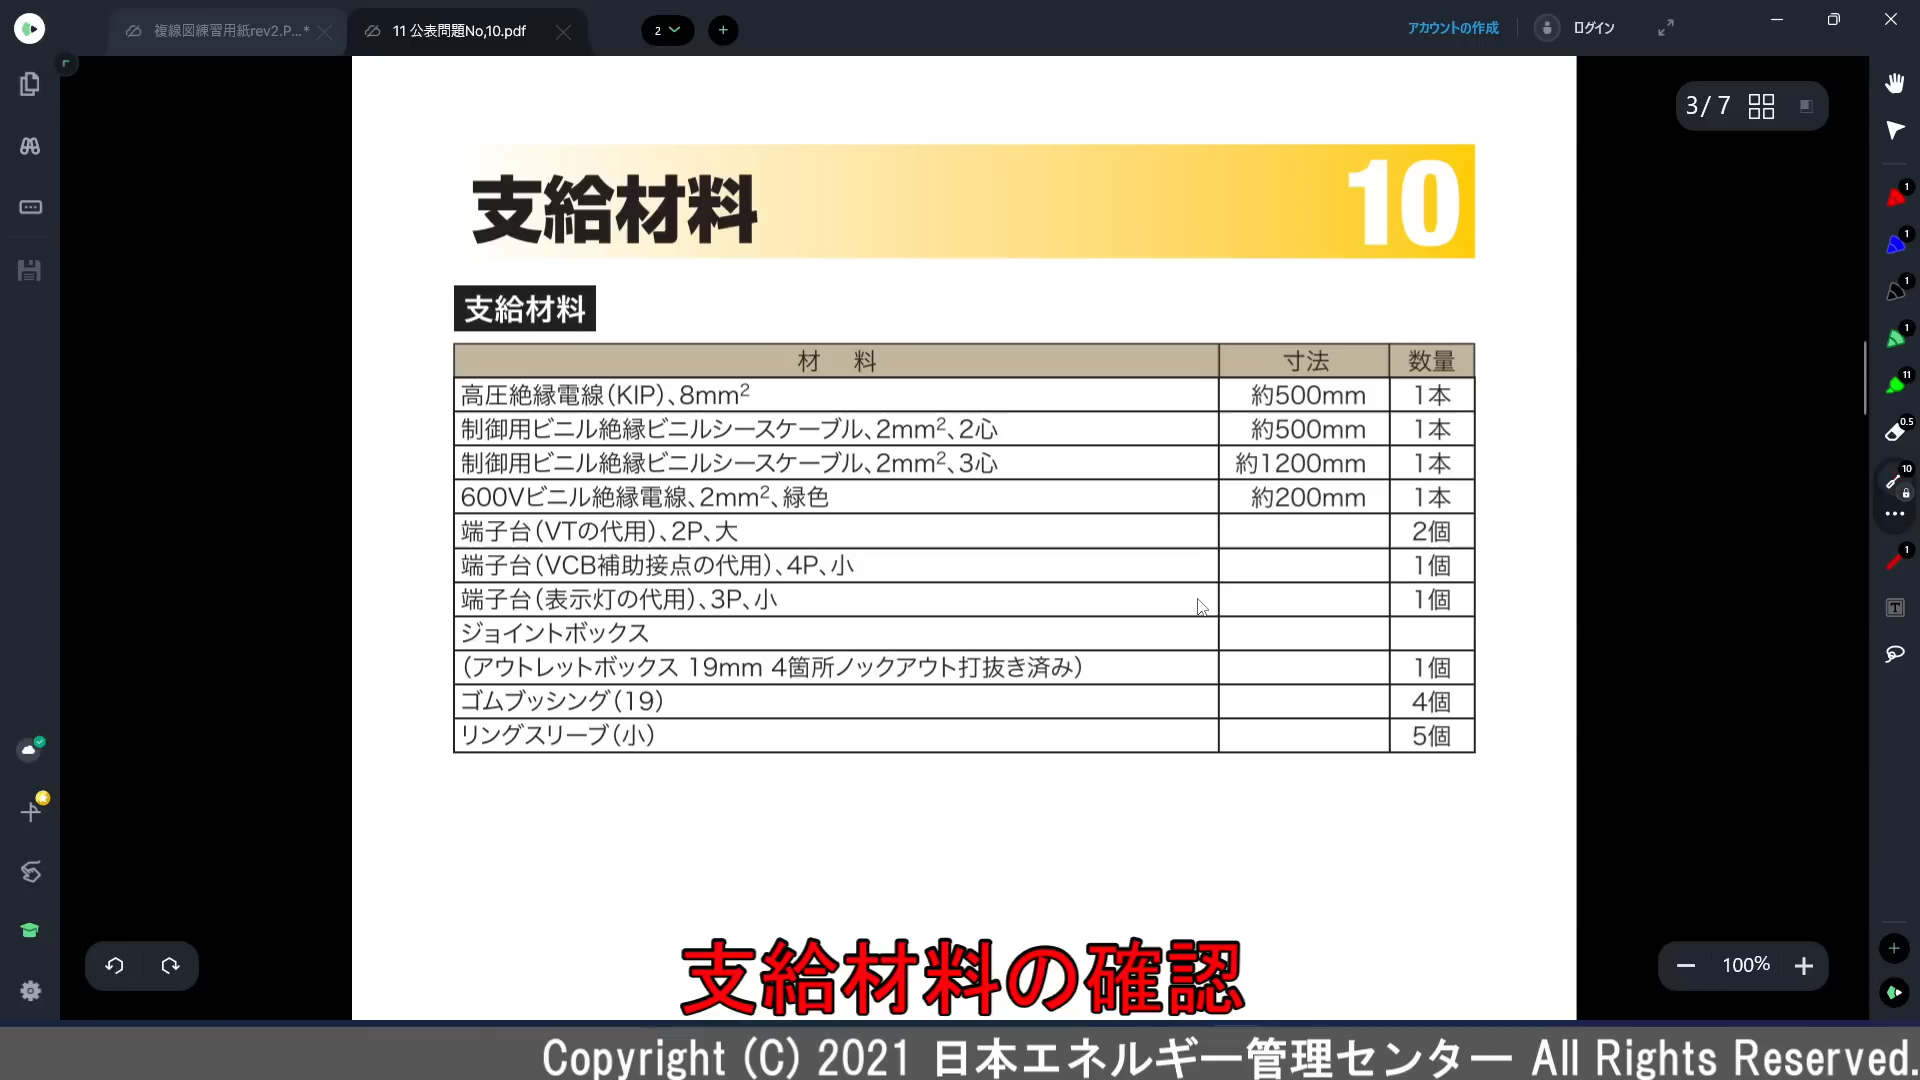 複線図練習用紙rev2.P...*
11 公表問題No,10.pdf
2
アカウントの作成
ログイン
3/ 7
支給材料
10
支給材料
材 料 寸法 数量
高圧絶縁電線(KIP)、8mm² 約500mm 1本
制御用ビニル絶縁ビニルシースケーブル、2mm²、2心 約500mm 1本
制御用ビニル絶縁ビニルシースケーブル、2mm²、3心 約1200mm 1本
600Vビニル絶縁電線、2mm²、緑色 約200mm 1本
端子台(VTの代用)、2P、大 2個
端子台(VCB補助接点の代用)、4P、小 1個
端子台(表示灯の代用)、3P、小 1個
ジョイントボックス
(アウトレットボックス 19mm 4箇所ノックアウト打抜き済み) 1個
ゴムブッシング(19) 4個
リングスリーブ(小) 5個
1
1
1
1
11
0.5
10
1
T
100%
支給材料の確認
Copyright (C) 2021 日本エネルギー管理センター All Rights Reserved.